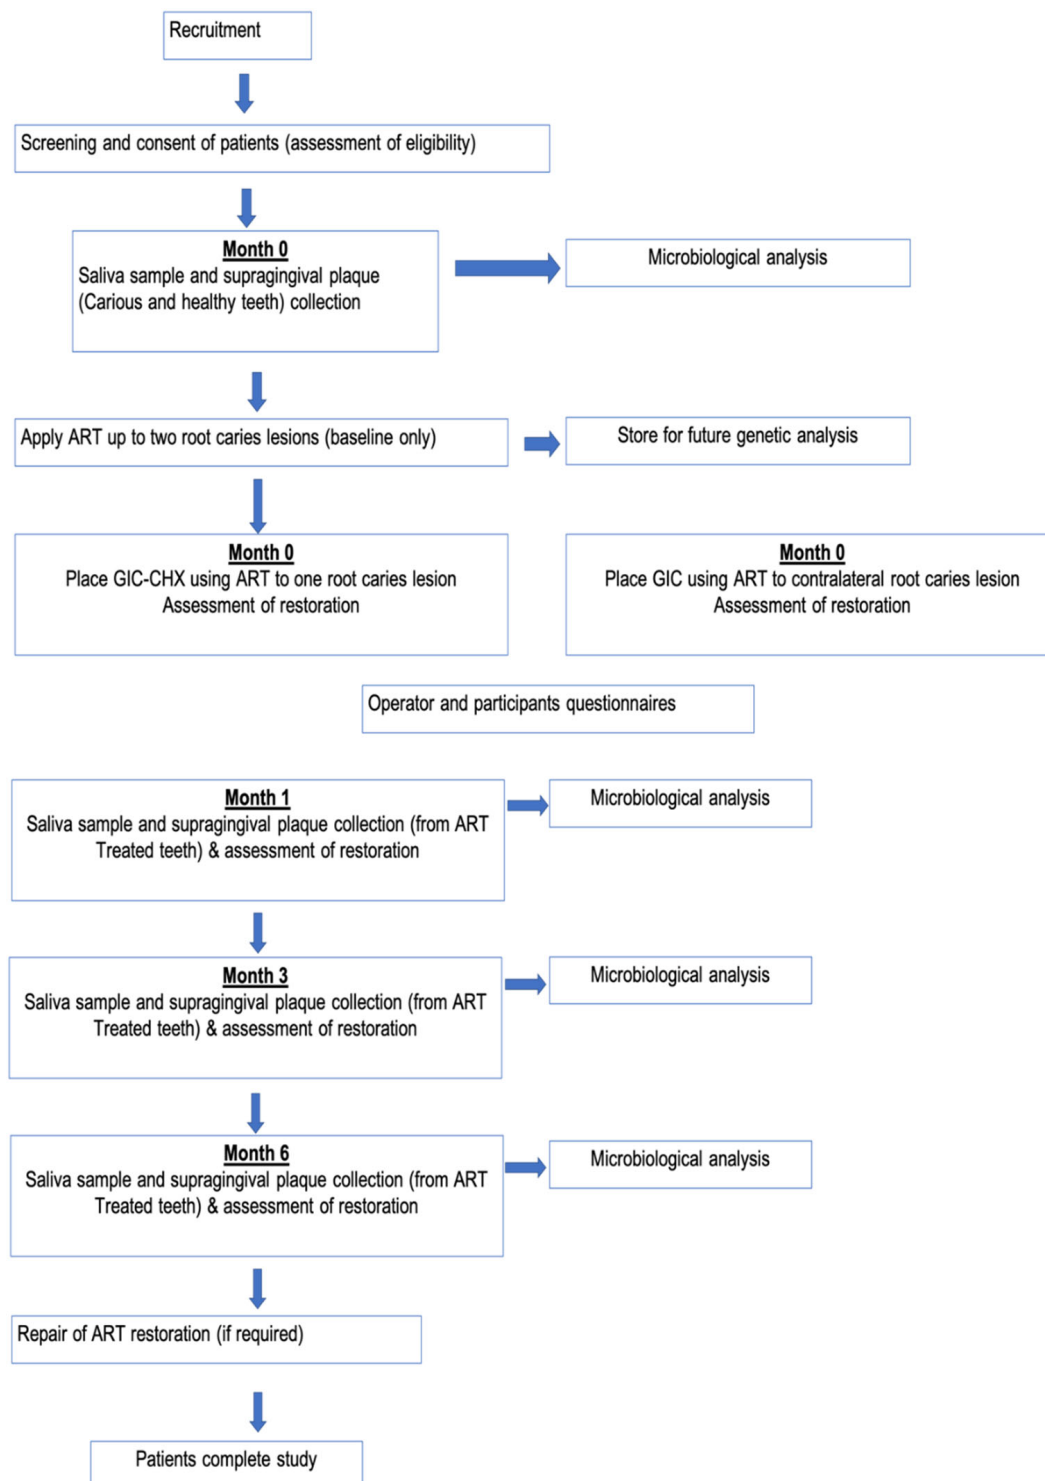 Recruitment
Screening and consent of patients (assessment of eligibility)
Month 0
Saliva sample and supragingival plaque
(Carious and healthy teeth) collection
Microbiological analysis
Apply ART up to two root caries lesions (baseline only)
Store for future genetic analysis
Month 0
Place GIC-CHX using ART to one root caries lesion
Assessment of restoration
Month 0
Place GIC using ART to contralateral root caries lesion
Assessment of restoration
Operator and participants questionnaires
Month 1
Saliva sample and supragingival plaque collection (from ART
Treated teeth) & assessment of restoration
Microbiological analysis
Month 3
Saliva sample and supragingival plaque collection (from ART
Treated teeth) & assessment of restoration
Microbiological analysis
Month 6
Saliva sample and supragingival plaque collection (from ART
Treated teeth) & assessment of restoration
Microbiological analysis
Repair of ART restoration (if required)
Patients complete study